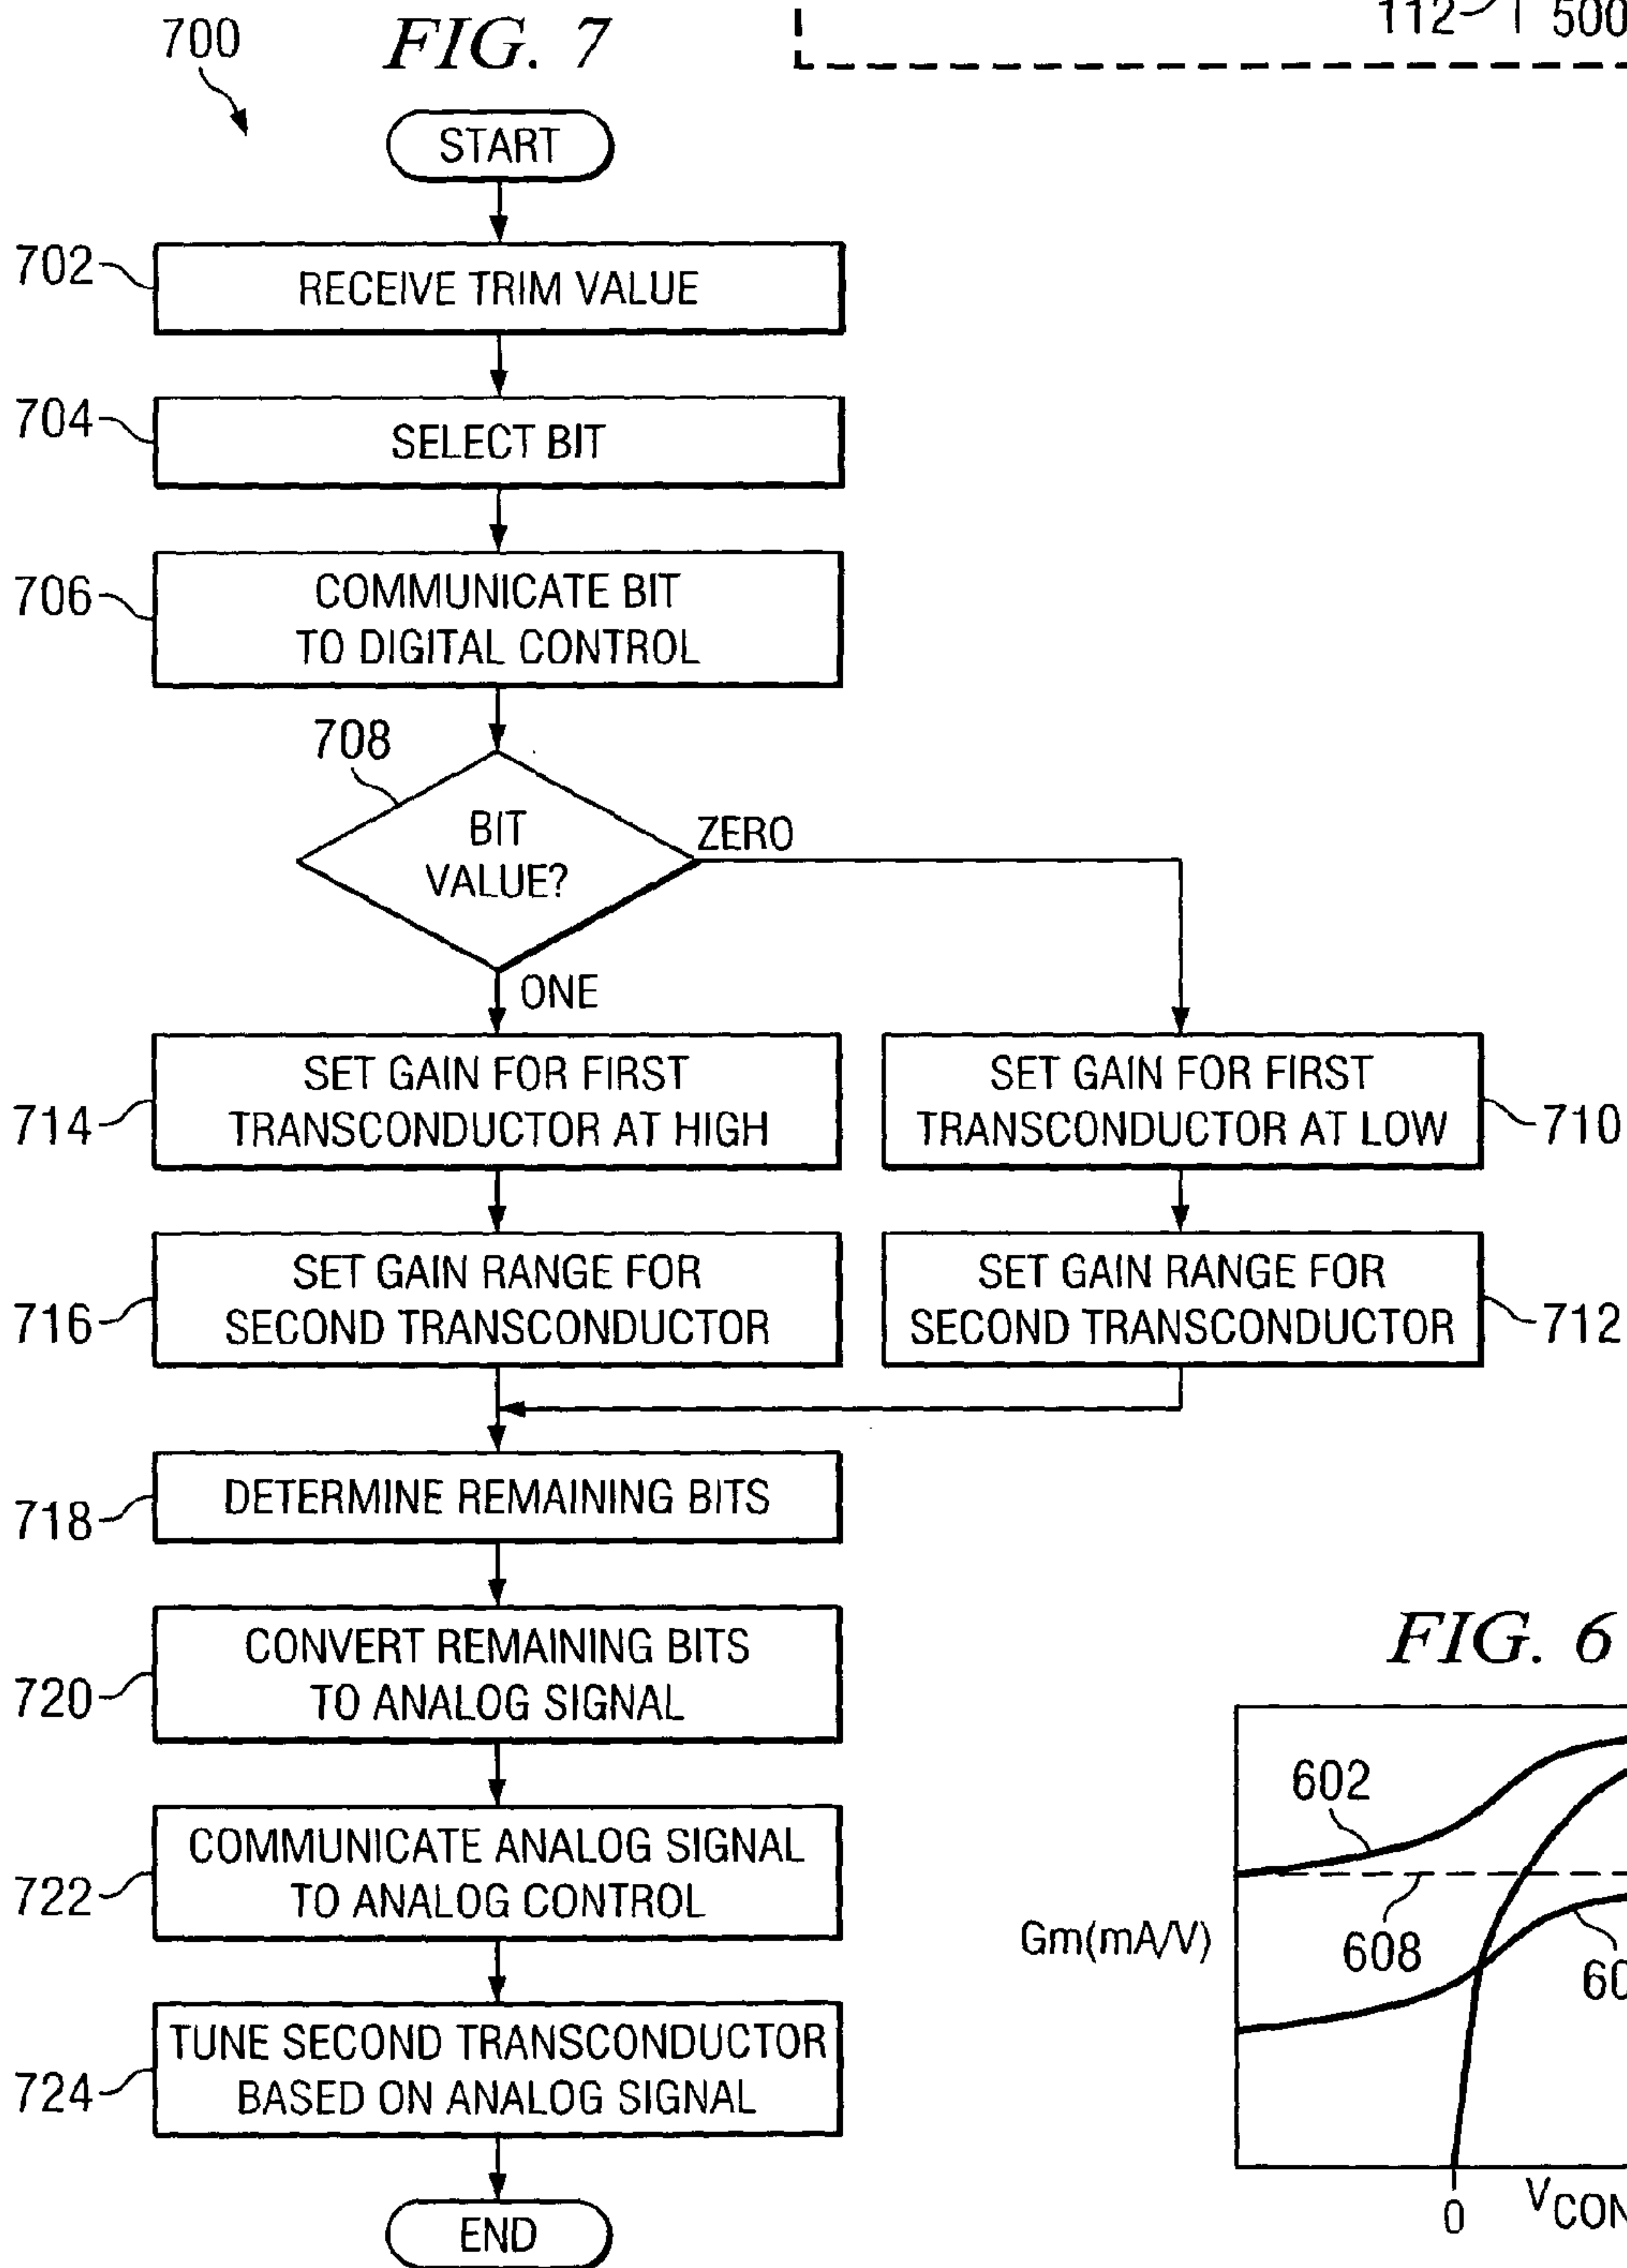 700
FIG. 7
112
500
START
702
RECEIVE TRIM VALUE
704
SELECT BIT
706
COMMUNICATE BIT
TO DIGITAL CONTROL
708
BIT
VALUE?
ZERO
ONE
714
SET GAIN FOR FIRST
TRANSCONDUCTOR AT HIGH
SET GAIN FOR FIRST
TRANSCONDUCTOR AT LOW
710
716
SET GAIN RANGE FOR
SECOND TRANSCONDUCTOR
SET GAIN RANGE FOR
SECOND TRANSCONDUCTOR
712
718
DETERMINE REMAINING BITS
720
CONVERT REMAINING BITS
TO ANALOG SIGNAL
722
COMMUNICATE ANALOG SIGNAL
TO ANALOG CONTROL
724
TUNE SECOND TRANSCONDUCTOR
BASED ON ANALOG SIGNAL
END
FIG. 6
602
608
Gm(mA/V)
0